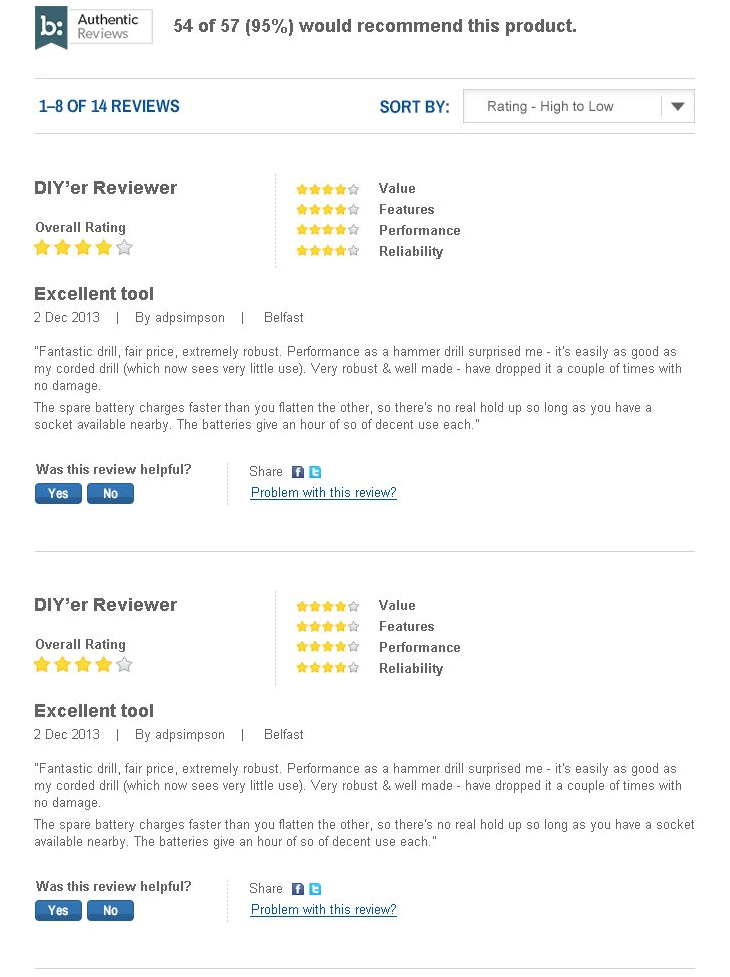 b: Authentic Reviews
54 of 57 (95%) would recommend this product.
1–8 OF 14 REVIEWS
SORT BY:
Rating - High to Low
DIY’er Reviewer
Overall Rating
Value
Features
Performance
Reliability
Excellent tool
2 Dec 2013 | By adpsimpson | Belfast
"Fantastic drill, fair price, extremely robust. Performance as a hammer drill surprised me - it's easily as good as
my corded drill (which now sees very little use). Very robust & well made - have dropped it a couple of times with
no damage.
The spare battery charges faster than you flatten the other, so there's no real hold up so long as you have a
socket available nearby. The batteries give an hour of so of decent use each."
Was this review helpful?
Yes No
Share f t
Problem with this review?
DIY’er Reviewer
Overall Rating
Value
Features
Performance
Reliability
Excellent tool
2 Dec 2013 | By adpsimpson | Belfast
"Fantastic drill, fair price, extremely robust. Performance as a hammer drill surprised me - it's easily as good as
my corded drill (which now sees very little use). Very robust & well made - have dropped it a couple of times with
no damage.
The spare battery charges faster than you flatten the other, so there's no real hold up so long as you have a socket
available nearby. The batteries give an hour of so of decent use each."
Was this review helpful?
Yes No
Share f t
Problem with this review?